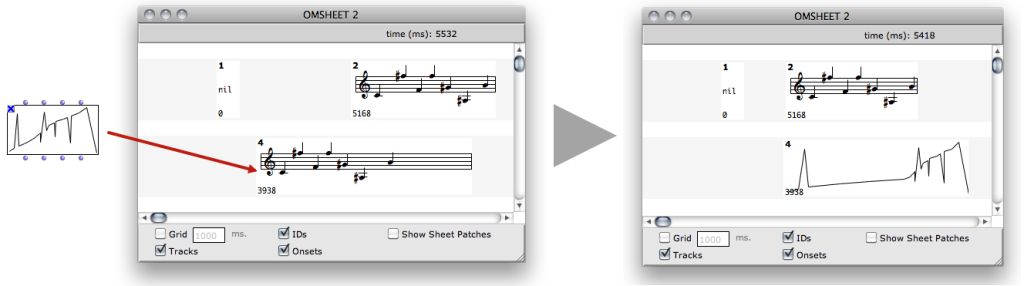 OMSHEET 2
time (ms): 5532
1
2
nil
0
5168
4
3938
Grid 1000 ms.
IDs
Show Sheet Patches
Tracks
Onsets
OMSHEET 2
time (ms): 5418
1
2
nil
0
5168
4
3938
Grid 1000 ms.
IDs
Show Sheet Patches
Tracks
Onsets